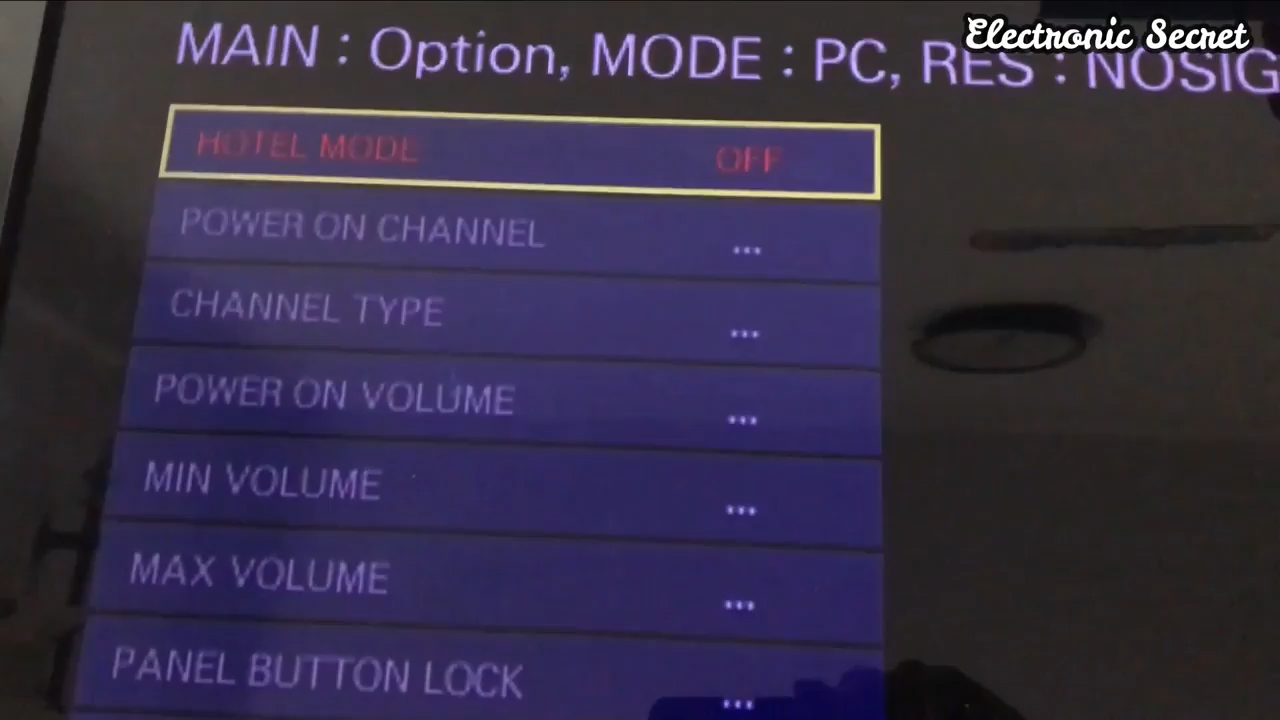 Electronic Secret
MAIN : Option, MODE : PC, RES : NOSIG
HOTEL MODE OFF
POWER ON CHANNEL ...
CHANNEL TYPE ...
POWER ON VOLUME ...
MIN VOLUME ...
MAX VOLUME ...
PANEL BUTTON LOCK ...